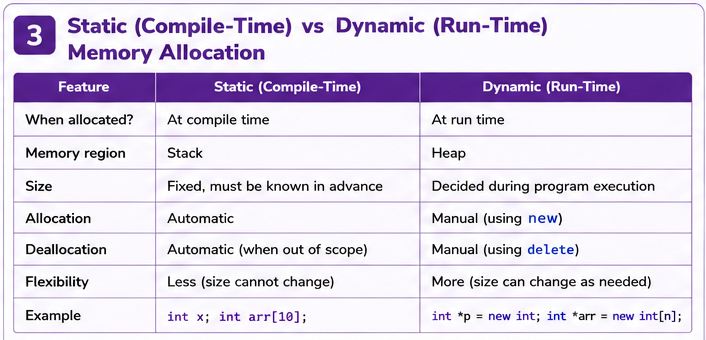 3
Static (Compile-Time) vs Dynamic (Run-Time)
Memory Allocation
Feature Static (Compile-Time) Dynamic (Run-Time)
When allocated? At compile time At run time
Memory region Stack Heap
Size Fixed, must be known in advance Decided during program execution
Allocation Automatic Manual (using new)
Deallocation Automatic (when out of scope) Manual (using delete)
Flexibility Less (size cannot change) More (size can change as needed)
Example int x; int arr[10]; int *p = new int; int *arr = new int[n];